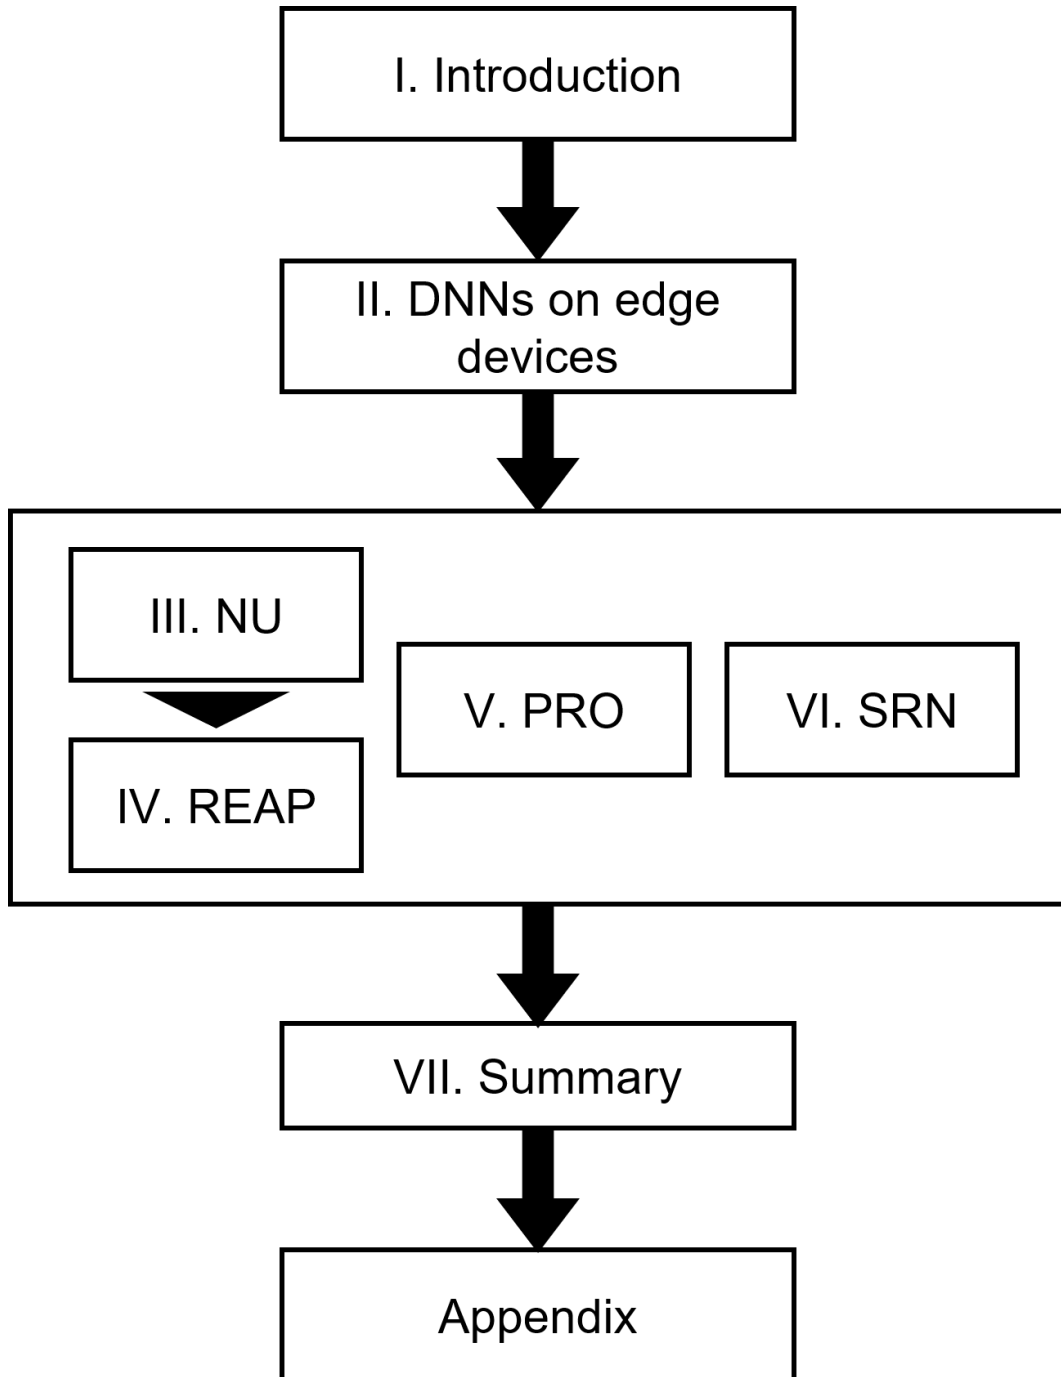 I. Introduction
II. DNNs on edge
devices
III. NU
IV. REAP
V. PRO
VI. SRN
VII. Summary
Appendix